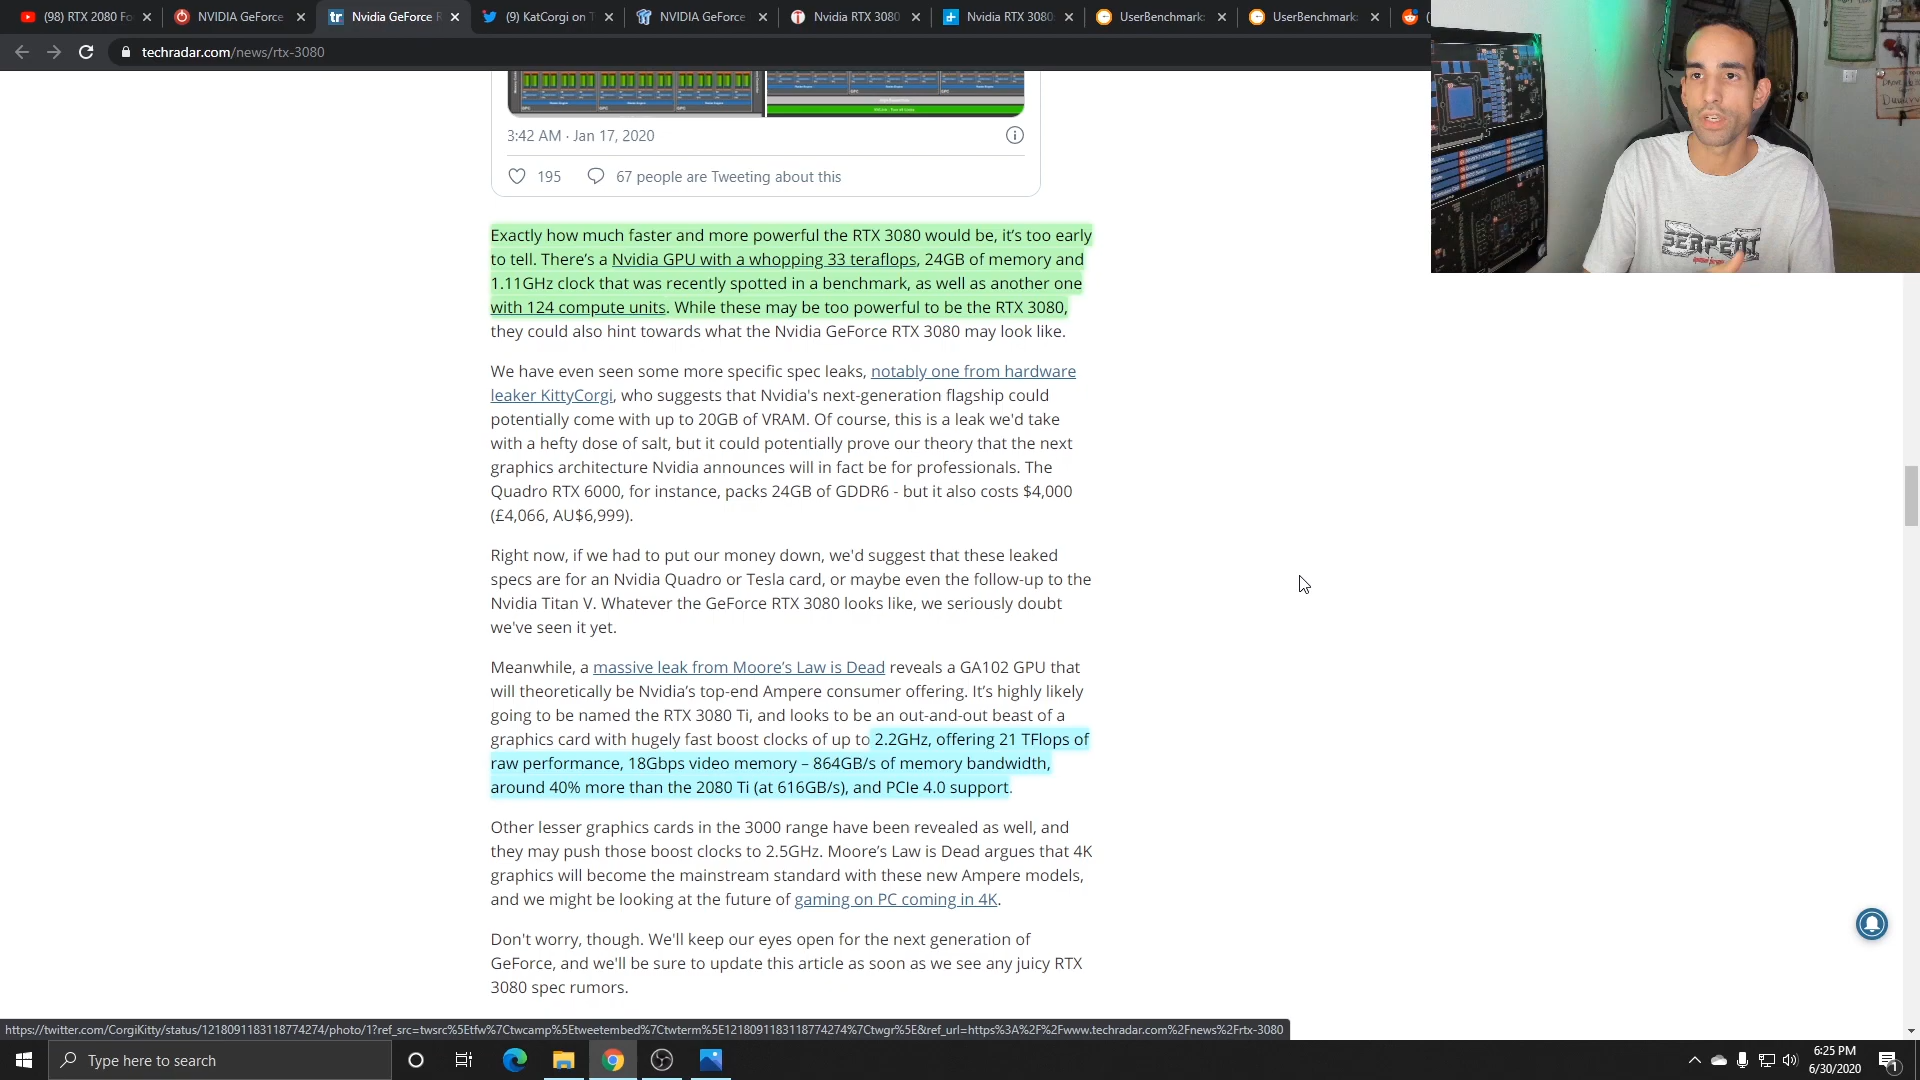 (98) RTX 2080 Fo
NVIDIA GeForce
Nvidia GeForce R
(9) KatCorgi on T
NVIDIA GeForce
Nvidia RTX 3080
Nvidia RTX 3080:
UserBenchmark:
UserBenchmark:
techradar.com/news/rtx-3080
3:42 AM · Jan 17, 2020
195
67 people are Tweeting about this
SERPENT
Exactly how much faster and more powerful the RTX 3080 would be, it’s too early
to tell. There’s a Nvidia GPU with a whopping 33 teraflops, 24GB of memory and
1.11GHz clock that was recently spotted in a benchmark, as well as another one
with 124 compute units. While these may be too powerful to be the RTX 3080,
they could also hint towards what the Nvidia GeForce RTX 3080 may look like.
We have even seen some more specific spec leaks, notably one from hardware
leaker KittyCorgi, who suggests that Nvidia's next-generation flagship could
potentially come with up to 20GB of VRAM. Of course, this is a leak we'd take
with a hefty dose of salt, but it could potentially prove our theory that the next
graphics architecture Nvidia announces will in fact be for professionals. The
Quadro RTX 6000, for instance, packs 24GB of GDDR6 - but it also costs $4,000
(£4,066, AU$6,999).
Right now, if we had to put our money down, we'd suggest that these leaked
specs are for an Nvidia Quadro or Tesla card, or maybe even the follow-up to the
Nvidia Titan V. Whatever the GeForce RTX 3080 looks like, we seriously doubt
we've seen it yet.
Meanwhile, a massive leak from Moore’s Law is Dead reveals a GA102 GPU that
will theoretically be Nvidia’s top-end Ampere consumer offering. It’s highly likely
going to be named the RTX 3080 Ti, and looks to be an out-and-out beast of a
graphics card with hugely fast boost clocks of up to 2.2GHz, offering 21 TFlops of
raw performance, 18Gbps video memory – 864GB/s of memory bandwidth,
around 40% more than the 2080 Ti (at 616GB/s), and PCIe 4.0 support.
Other lesser graphics cards in the 3000 range have been revealed as well, and
they may push those boost clocks to 2.5GHz. Moore’s Law is Dead argues that 4K
graphics will become the mainstream standard with these new Ampere models,
and we might be looking at the future of gaming on PC coming in 4K.
Don't worry, though. We'll keep our eyes open for the next generation of
GeForce, and we'll be sure to update this article as soon as we see any juicy RTX
3080 spec rumors.
https://twitter.com/CorgiKitty/status/1218091183118774274/photo/1?ref_src=twsrc%5Etfw%7Ctwcamp%5Etweetembed%7Ctwterm%5E1218091183118774274%7Ctwgr%5E&ref_url=https%3A%2F%2Fwww.techradar.com%2Fnews%2Frtx-3080
Type here to search
6:25 PM
6/30/2020
1